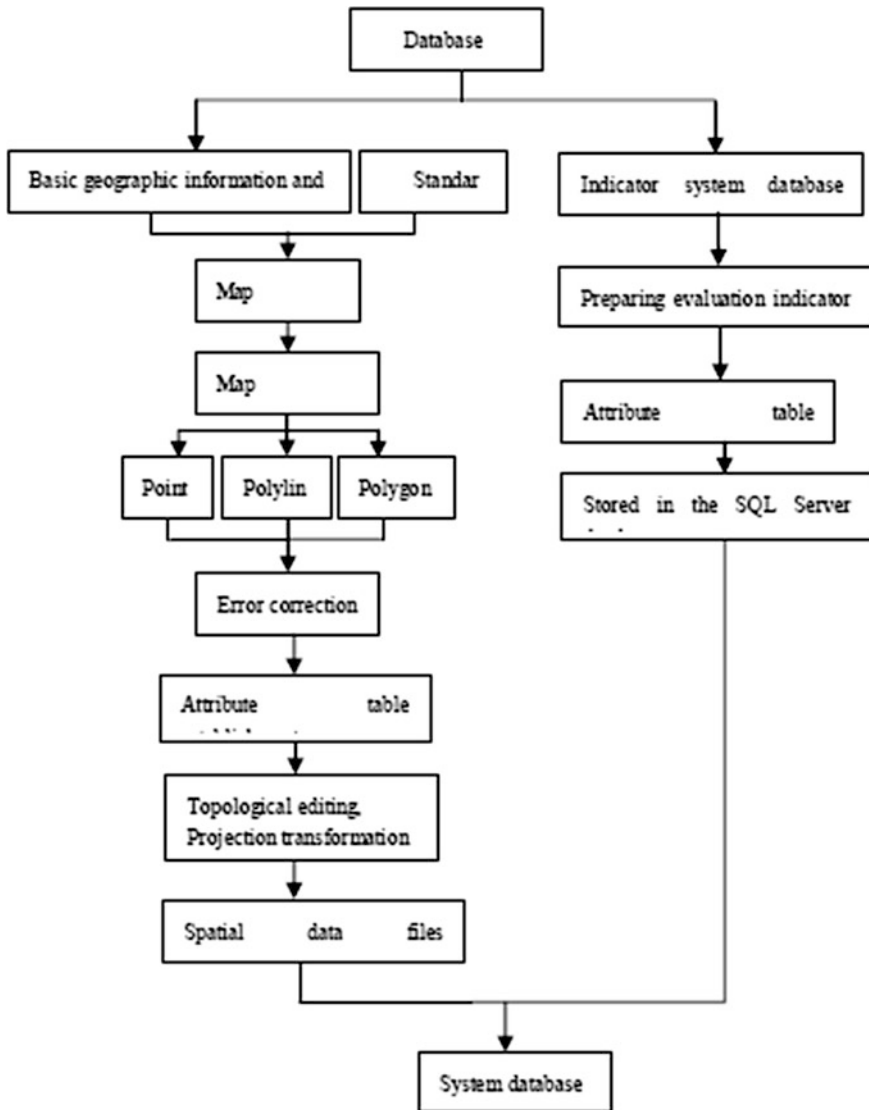 Database
Basic geographic information and
Standar
Indicator system database
Map
Preparing evaluation indicator
Map
Attribute table
Point
Polylin
Polygon
Stored in the SQL Server
Error correction
Attribute table
Topological editing,
Projection transformation
Spatial data files
System database